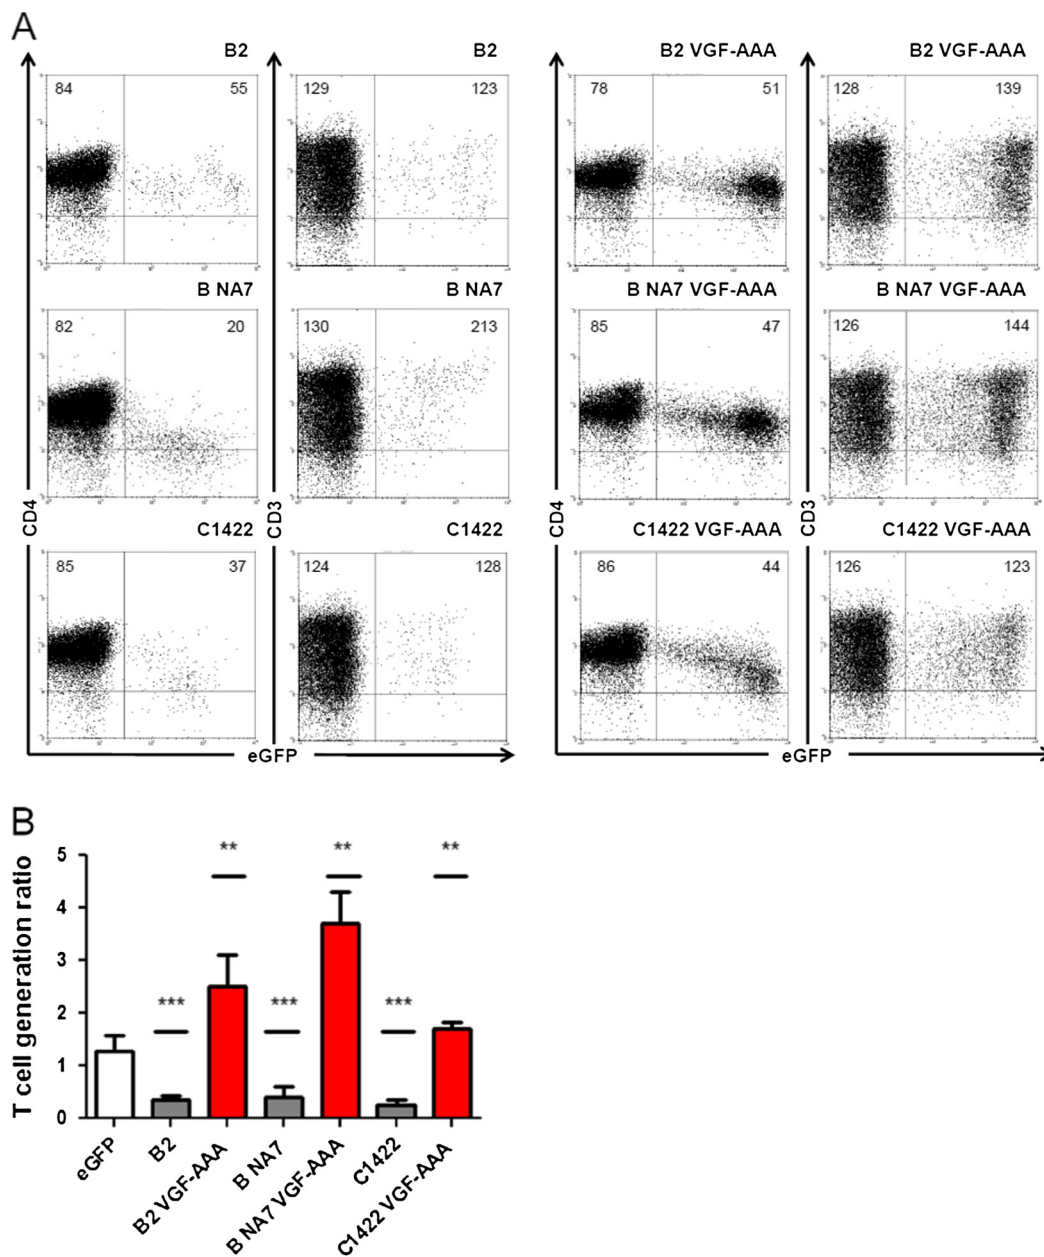 A
B2
B2
B2 VGF-AAA
B2 VGF-AAA
84 55
129 123
78 51
128 139
B NA7
B NA7
B NA7 VGF-AAA
B NA7 VGF-AAA
82 20
130 213
85 47
126 144
CD4
CD3
CD4
CD3
C1422
C1422
C1422 VGF-AAA
C1422 VGF-AAA
85 37
124 128
86 44
126 123
eGFP
eGFP
B
T cell generation ratio
5
4
3
2
1
0
** ** **
*** *** ***
eGFP
B2
B2 VGF-AAA
B NA7
B NA7 VGF-AAA
C1422
C1422 VGF-AAA